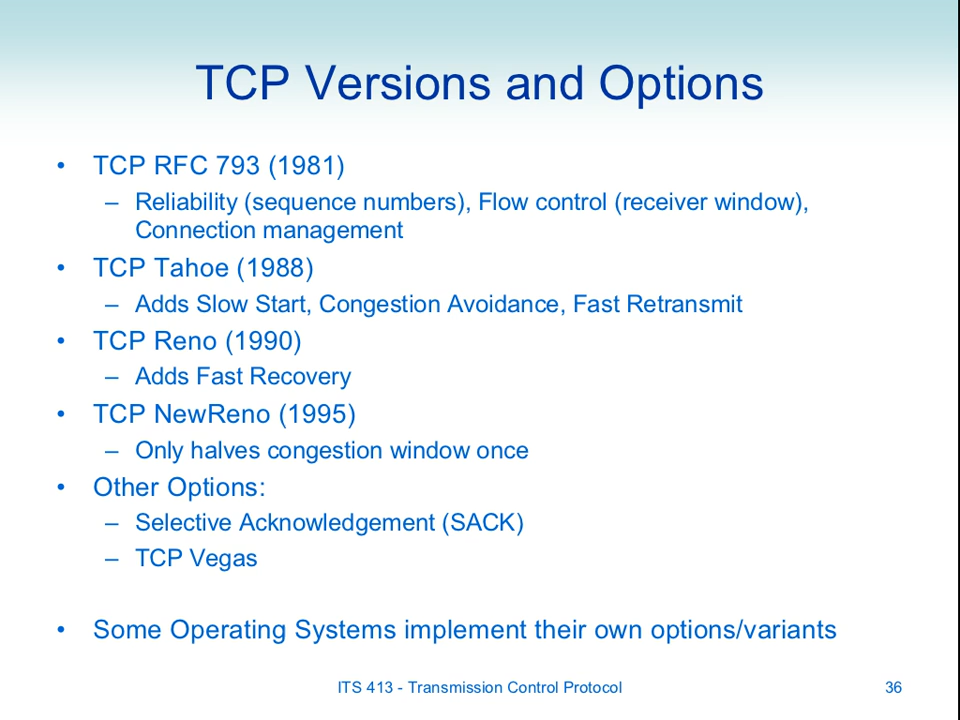 TCP Versions and Options
• TCP RFC 793 (1981)
– Reliability (sequence numbers), Flow control (receiver window),
Connection management
• TCP Tahoe (1988)
– Adds Slow Start, Congestion Avoidance, Fast Retransmit
• TCP Reno (1990)
– Adds Fast Recovery
• TCP NewReno (1995)
– Only halves congestion window once
• Other Options:
– Selective Acknowledgement (SACK)
– TCP Vegas
• Some Operating Systems implement their own options/variants
ITS 413 - Transmission Control Protocol 36